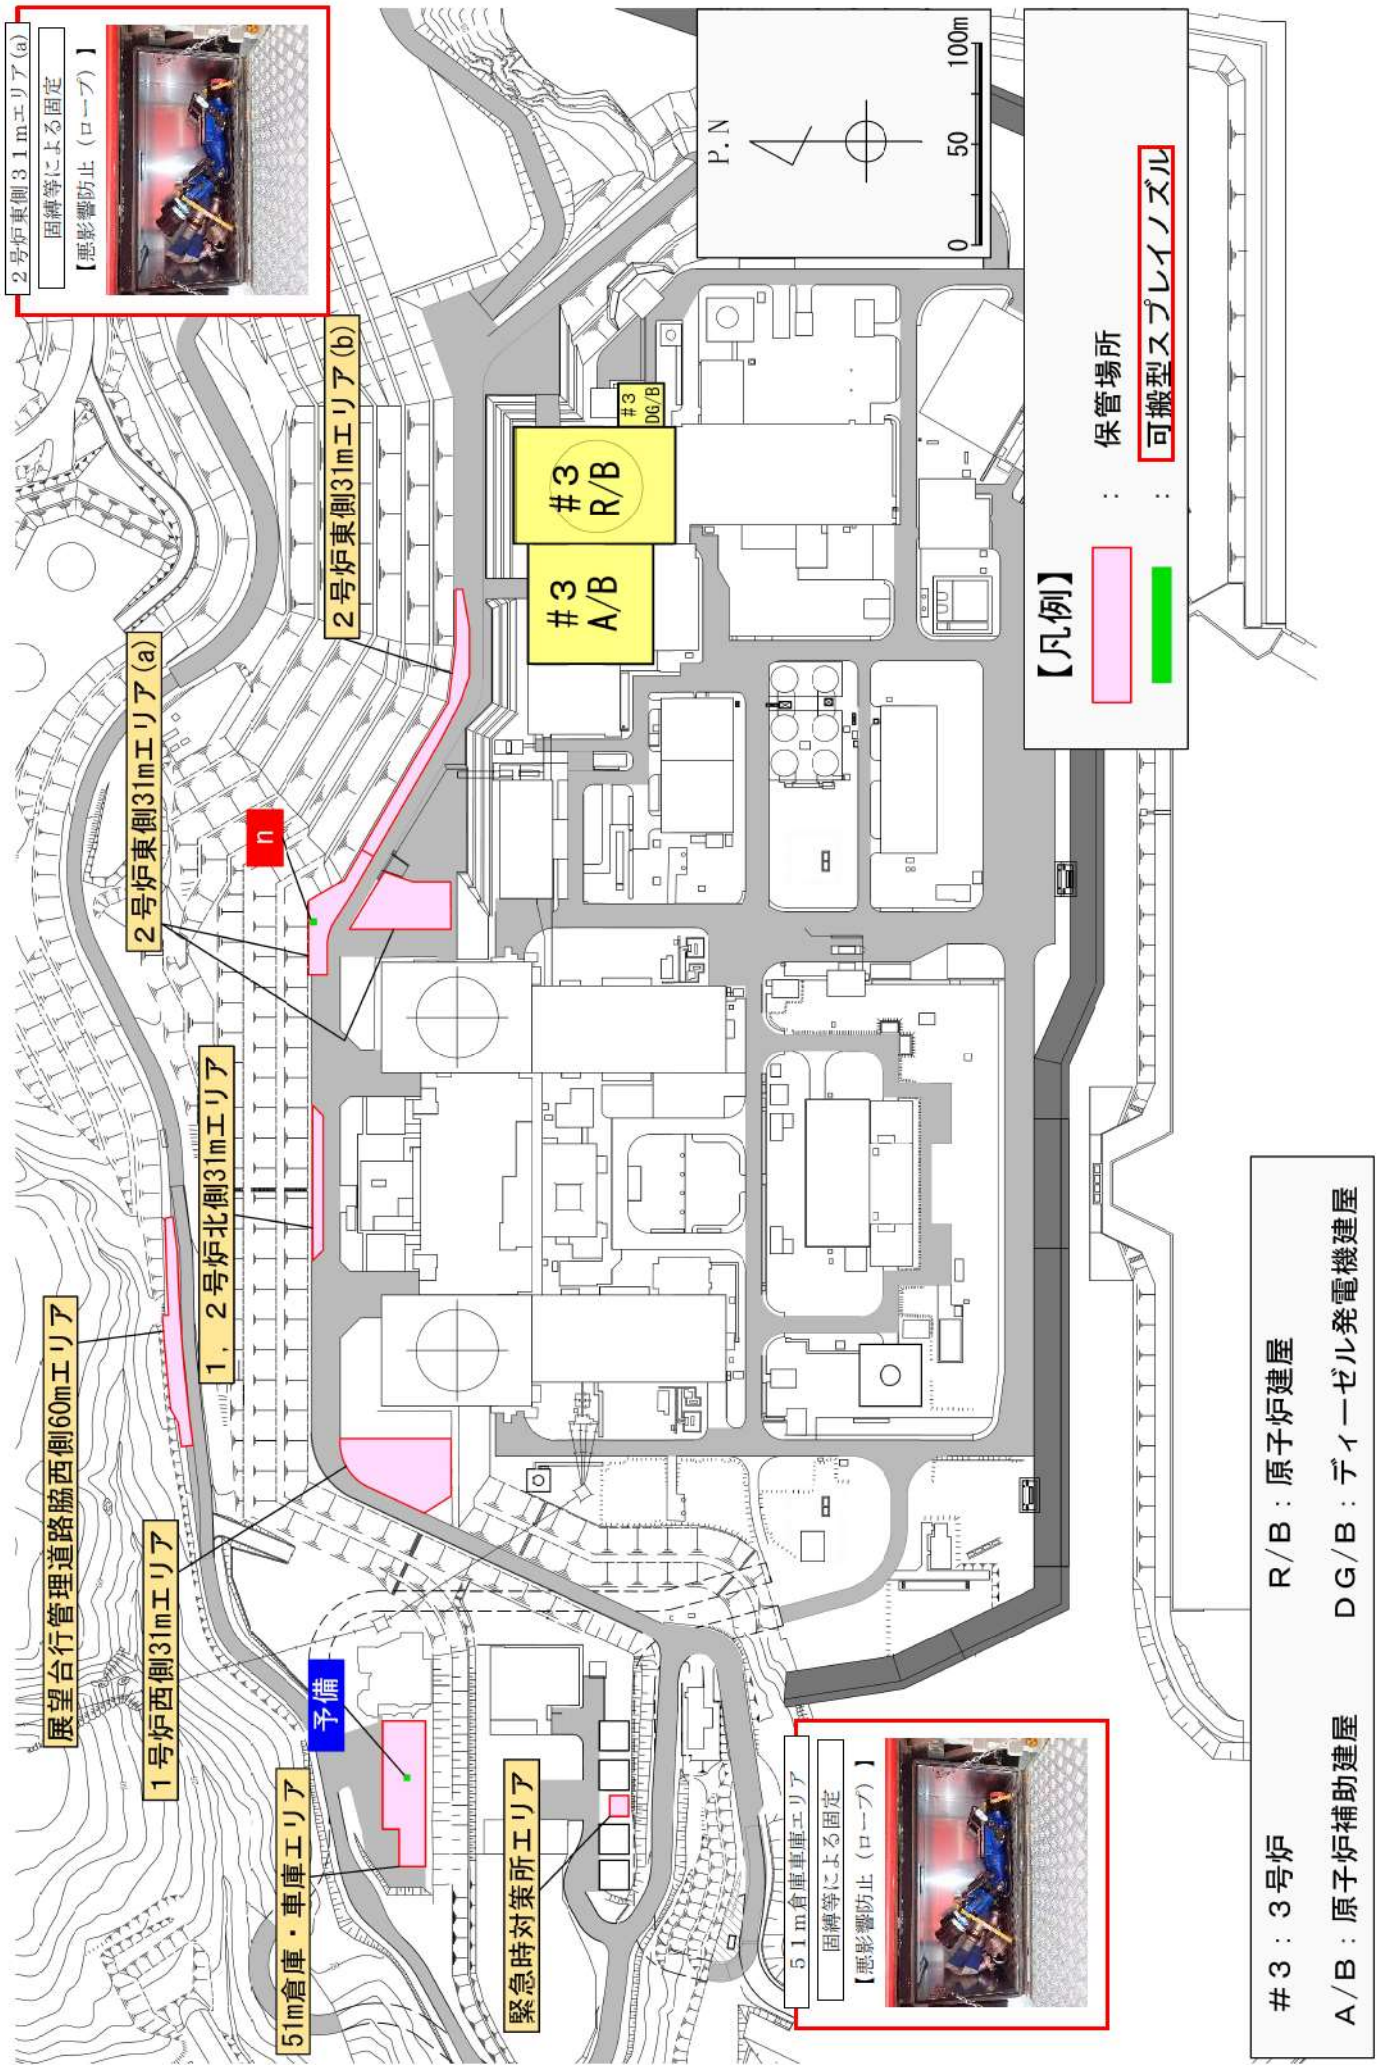 ２号炉東側３１ｍエリア(a)
固縛等による固定
【悪影響防止（ロープ）】
２号炉東側31mエリア(a)
２号炉東側31mエリア(b)
n
展望台行管理道路脇西側60mエリア
１，２号炉北側31mエリア
１号炉西側31mエリア
予備
51m倉庫・車庫エリア
緊急時対策所エリア
#3
A/B
#3
R/B
#3
DG/B
P.N
0 50 100m
【凡例】
： 保管場所
： 可搬型スプレイノズル
５１ｍ倉庫車庫エリア
固縛等による固定
【悪影響防止（ロープ）】
#３：３号炉 R/B：原子炉建屋
A/B：原子炉補助建屋 DG/B：ディーゼル発電機建屋